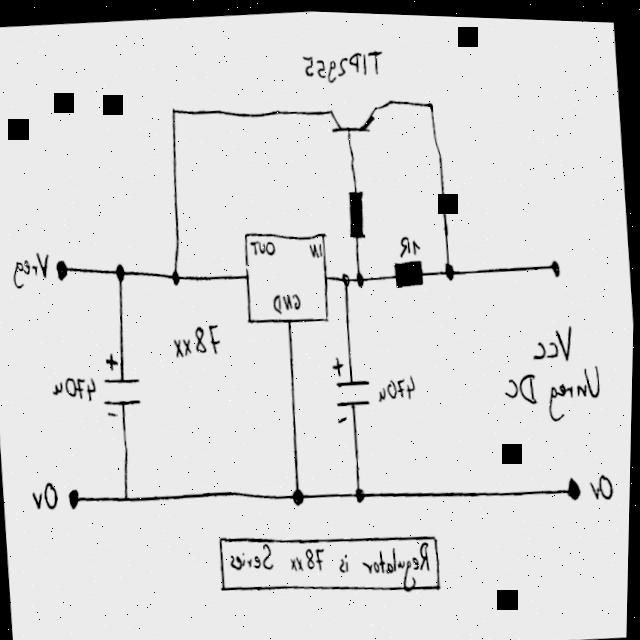 TIP2955
1R
IN
OUT
GND
Vreg
78xx
+
470u
-
+
470u
-
Vcc
Unreg DC
0v
0v
Regulator is 78xx Series